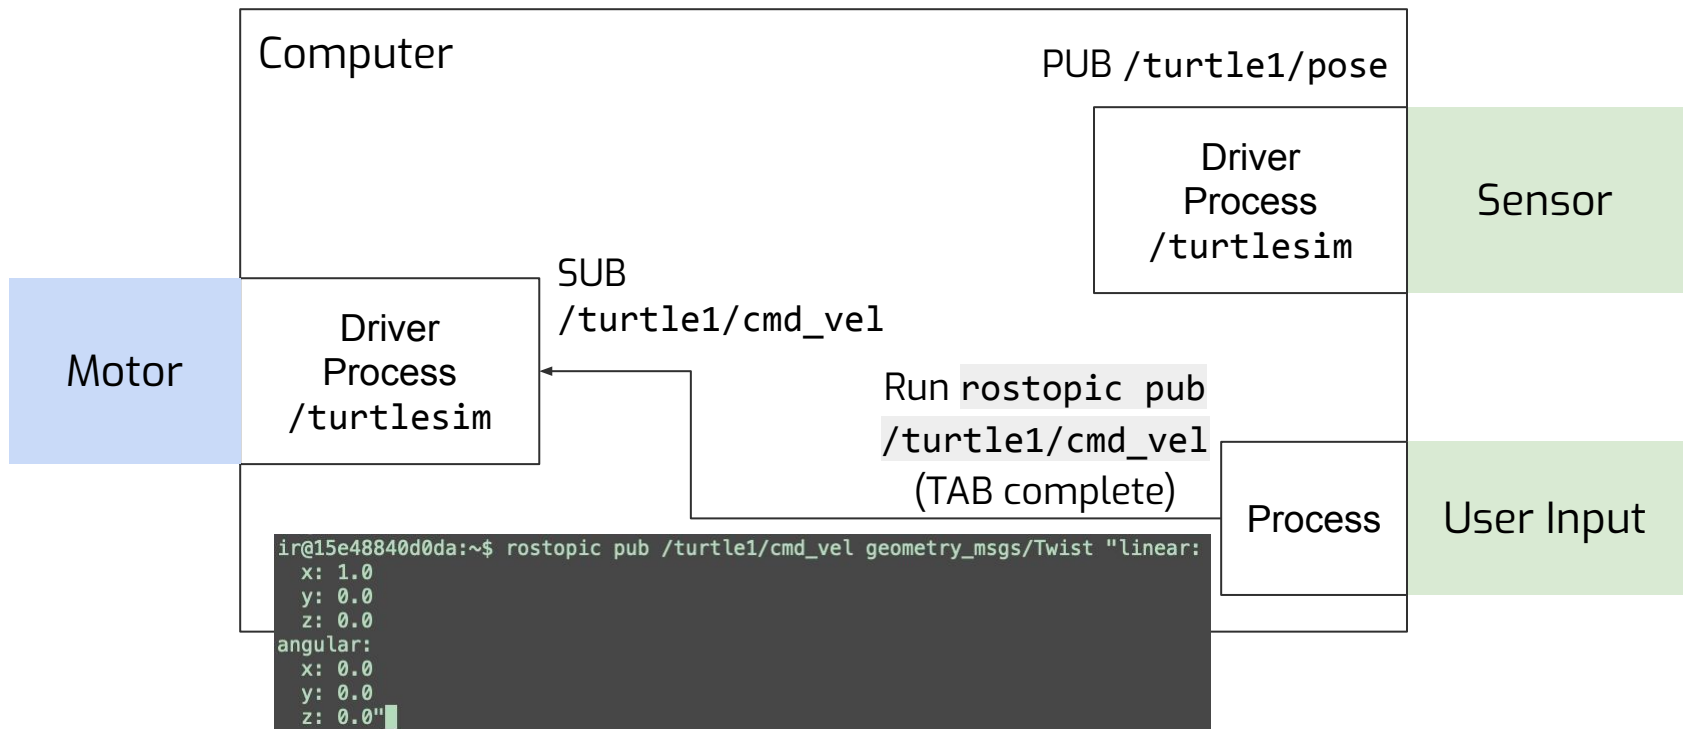 Computer
PUB /turtle1/pose
Driver
Process
/turtlesim
Sensor
SUB
/turtle1/cmd_vel
Motor
Driver
Process
/turtlesim
Run rostopic pub
/turtle1/cmd_vel
(TAB complete)
Process
User Input
ir@15e48840d0da:~$ rostopic pub /turtle1/cmd_vel geometry_msgs/Twist "linear:
  x: 1.0
  y: 0.0
  z: 0.0
angular:
  x: 0.0
  y: 0.0
  z: 0.0"